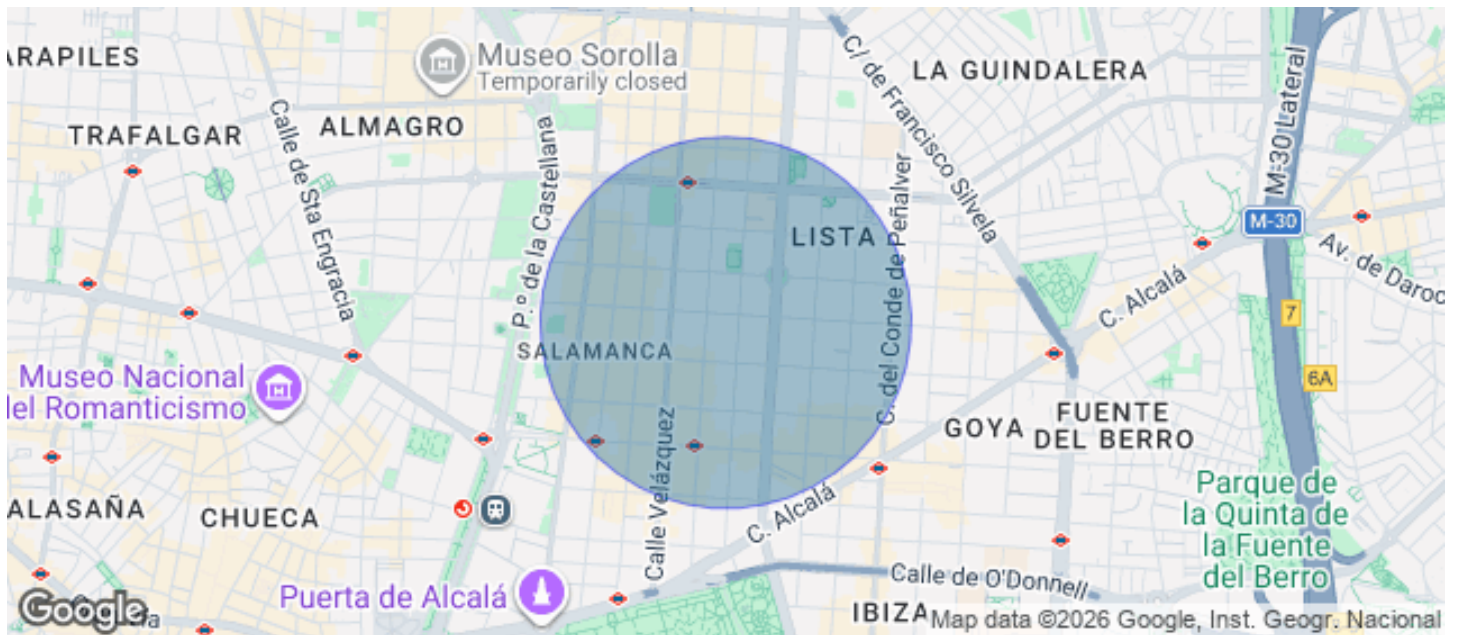 ARAPILES
Museo Sorolla
Temporarily closed
C/ de Francisco Silvela
LA GUINDALERA
M-30 Lateral
TRAFALGAR
ALMAGRO
Calle de Sta Engracia
P.º de la Castellana
LISTA
C. del Conde de Peñalver
M-30
Av. de Daroc
C. Alcalá
7
SALAMANCA
Museo Nacional
del Romanticismo
6A
GOYA
FUENTE
DEL BERRO
Calle Velázquez
ALASAÑA
CHUECA
C. Alcalá
Parque de
la Quinta de
la Fuente
del Berro
Puerta de Alcalá
Calle de O'Donnell
IBIZA
Google
Map data ©2026 Google, Inst. Geogr. Nacional